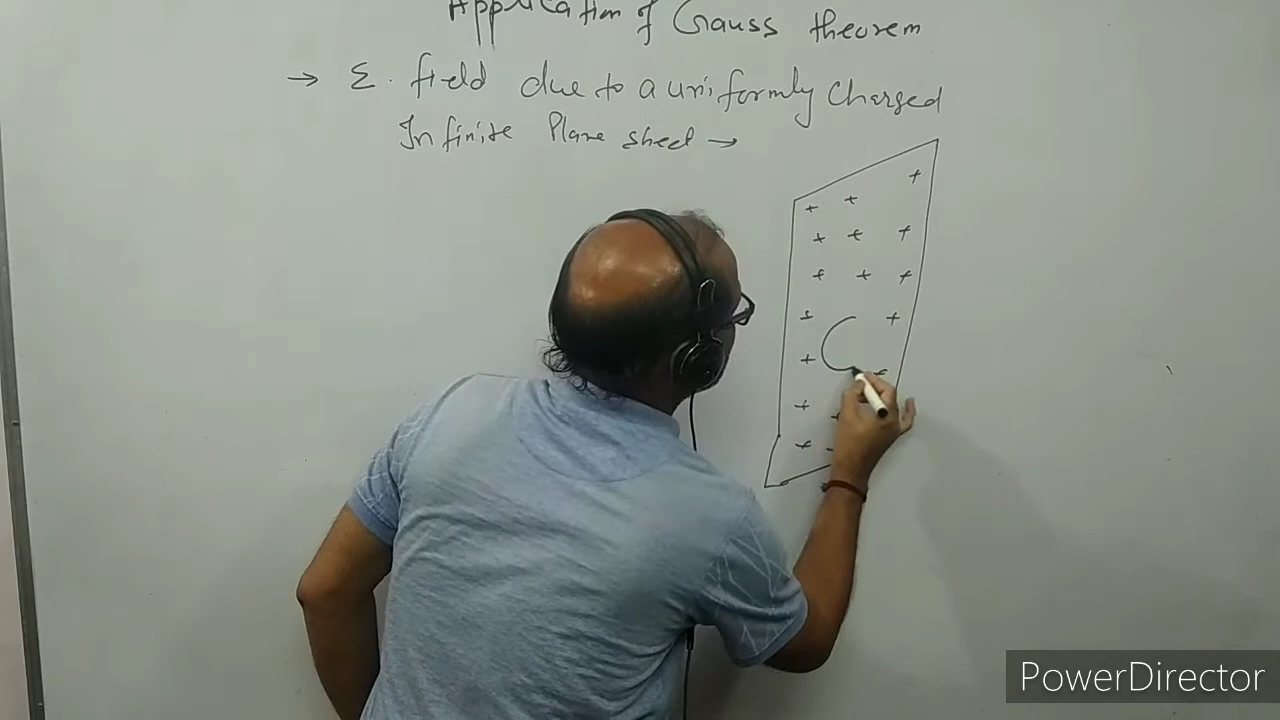 Application of Gauss theorem
→ E. field due to a uniformly charged
Infinite Plane sheet →
+ + +
+ + +
+ + +
+ +
+ +
+ +
+ -
PowerDirector